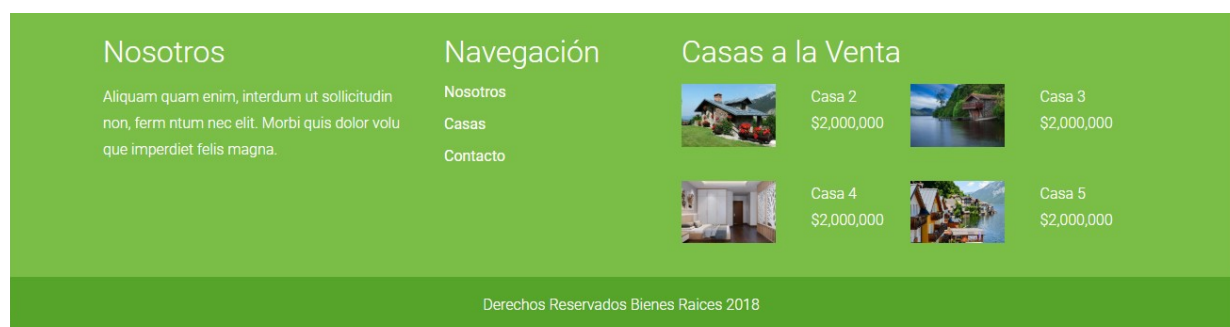 Nosotros
Aliquam quam enim, interdum ut sollicitudin
non, ferm ntum nec elit. Morbi quis dolor volu
que imperdiet felis magna.
Navegación
Nosotros
Casas
Contacto
Casas a la Venta
Casa 2
$2,000,000
Casa 3
$2,000,000
Casa 4
$2,000,000
Casa 5
$2,000,000
Derechos Reservados Bienes Raices 2018